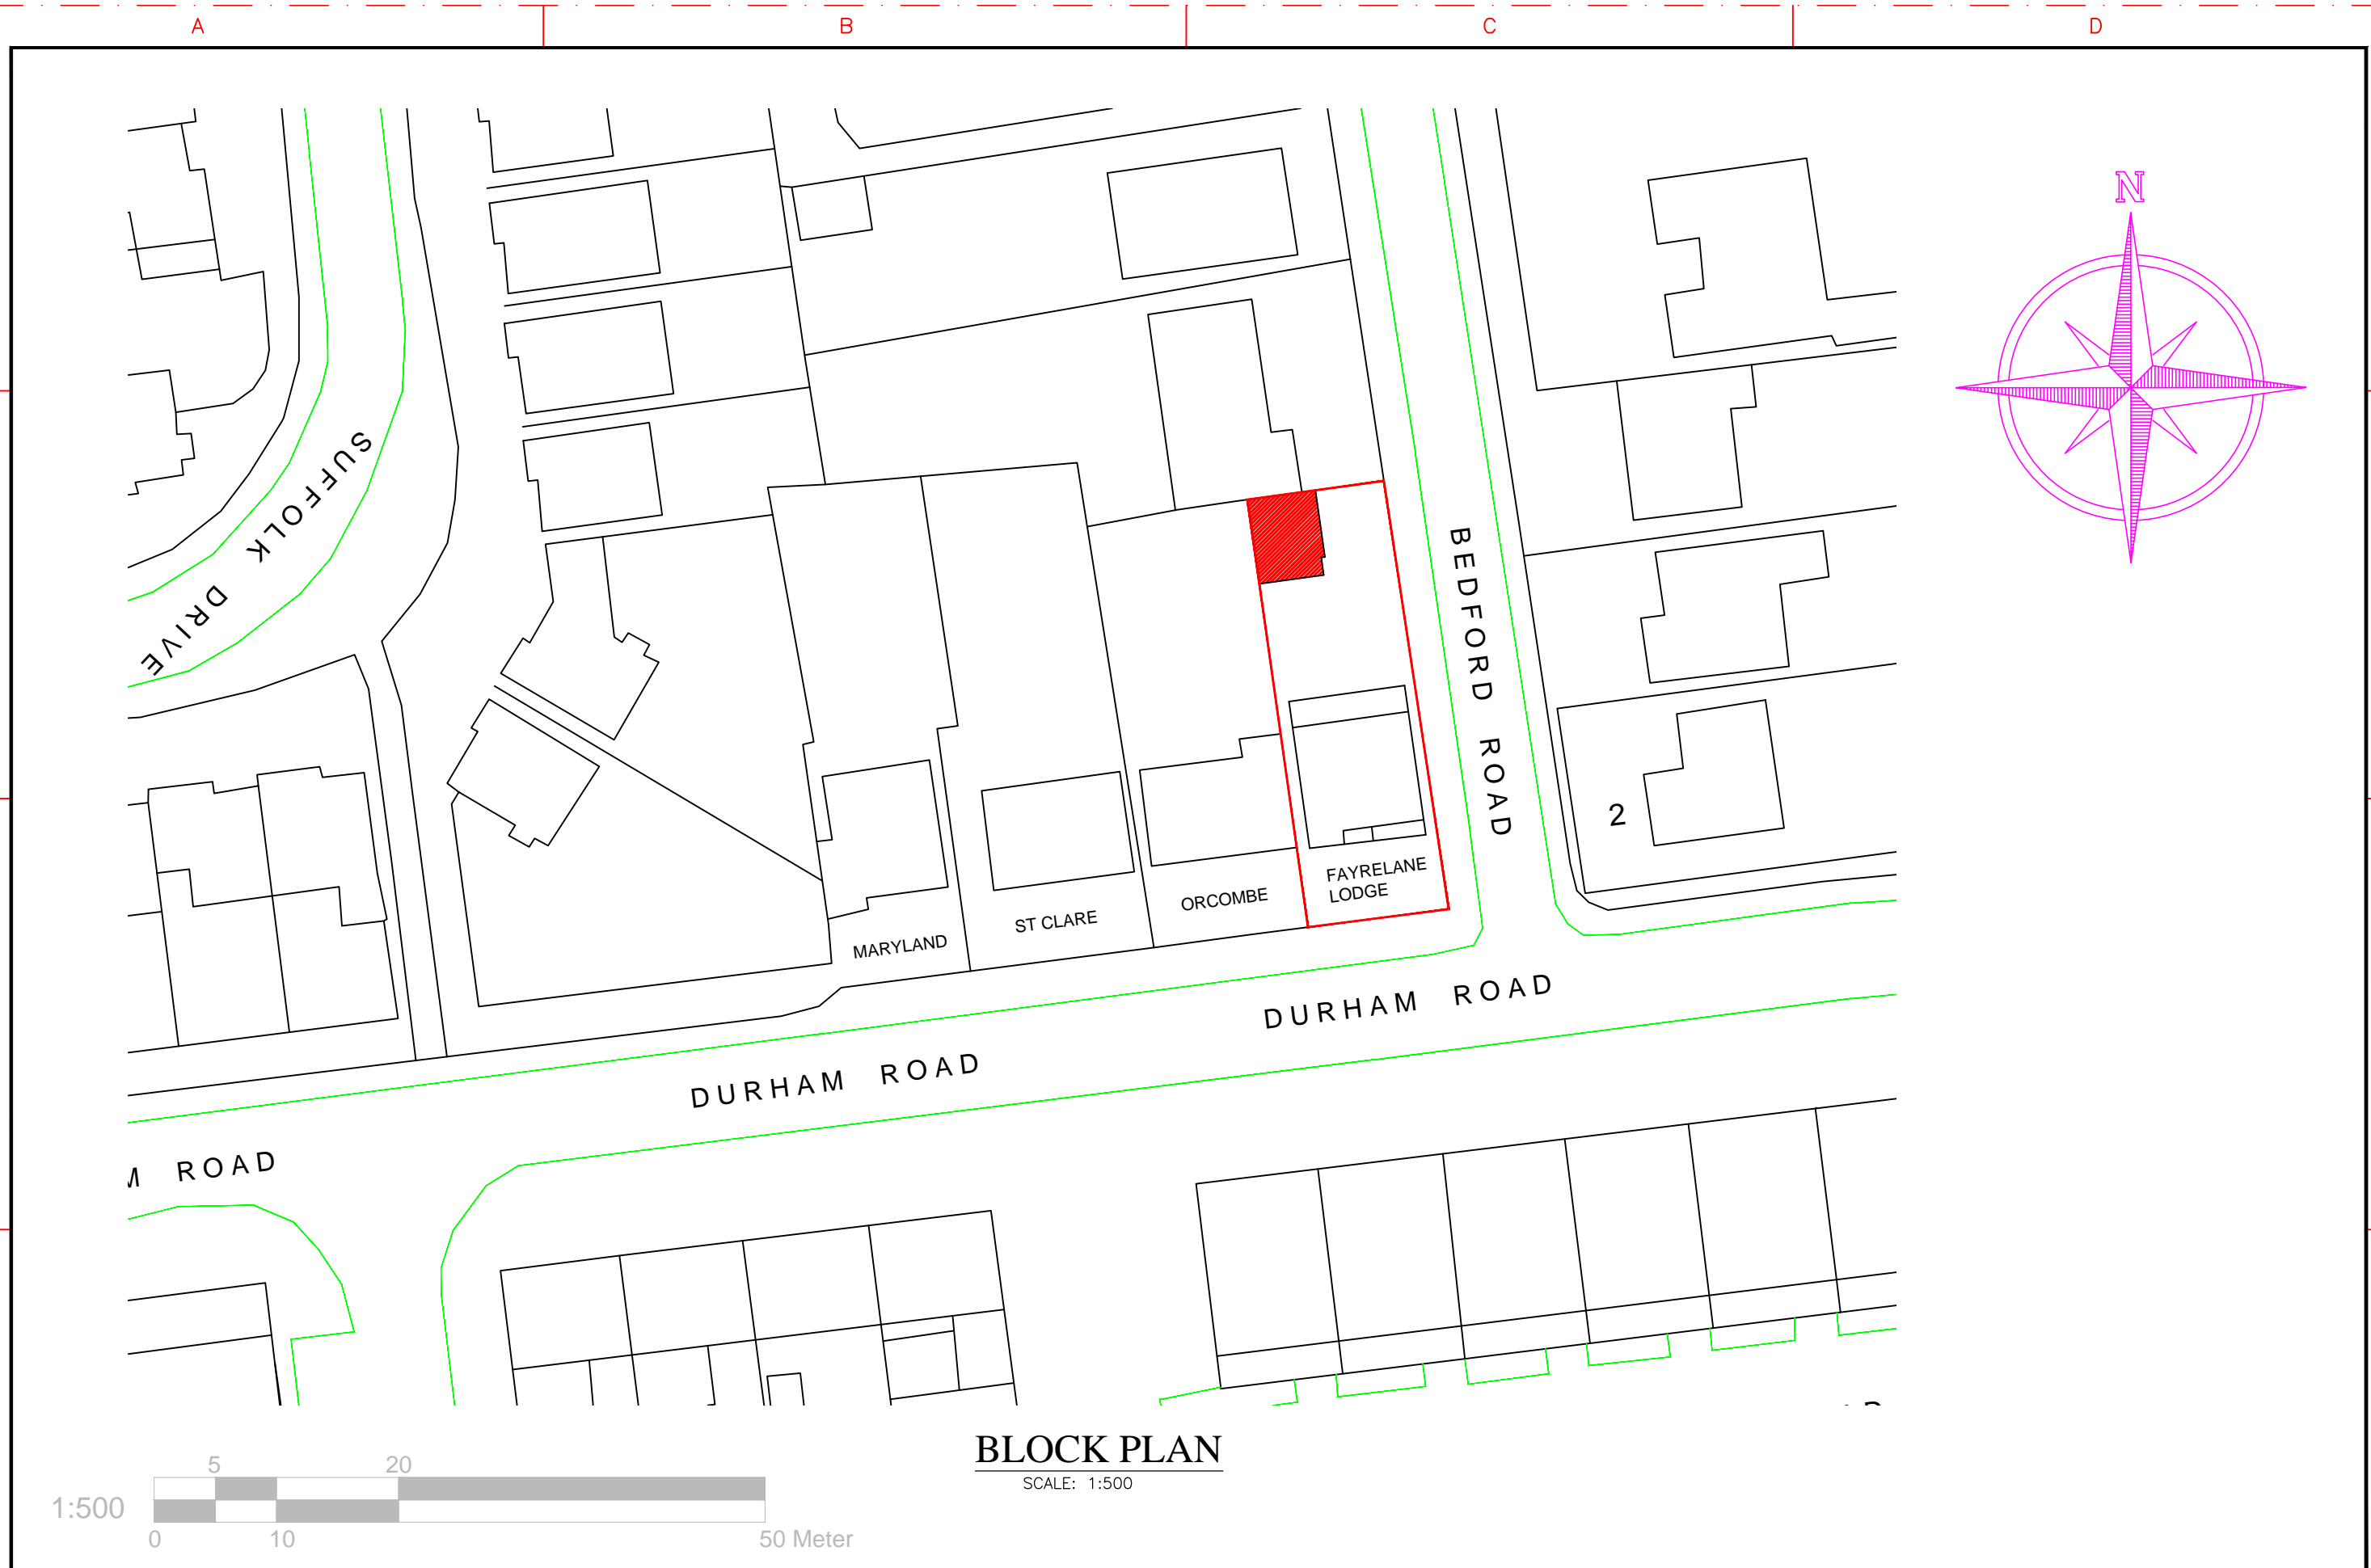 A
B
C
D
N
SUFFOLK DRIVE
BEDFORD ROAD
2
FAYRELANE
LODGE
ORCOMBE
ST CLARE
MARYLAND
DURHAM ROAD
DURHAM ROAD
M ROAD
BLOCK PLAN
SCALE: 1:500
5 20
1:500
0 10 50 Meter